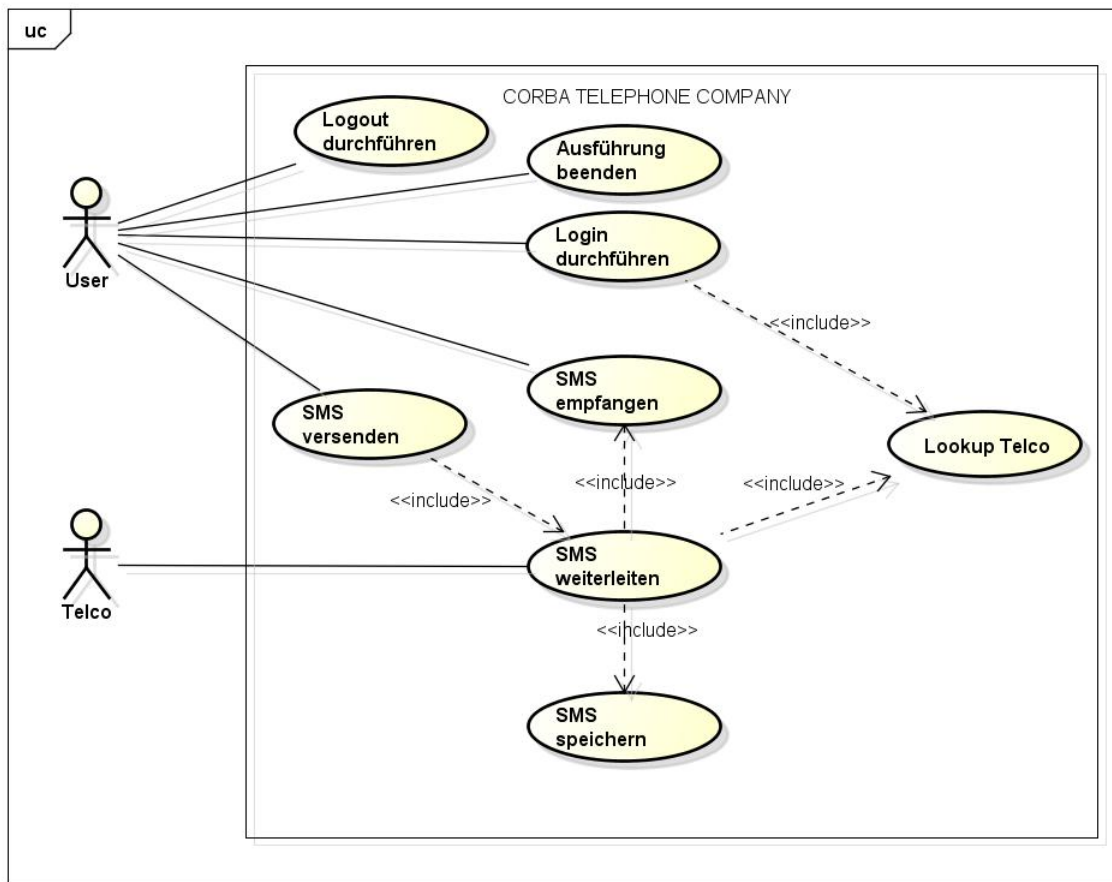 uc
CORBA TELEPHONE COMPANY
Logout
durchführen
Ausführung
beenden
Login
durchführen
User
<<include>>
SMS
empfangen
SMS
versenden
Lookup Telco
<<include>>
<<include>>
<<include>>
SMS
weiterleiten
Telco
<<include>>
SMS
speichern